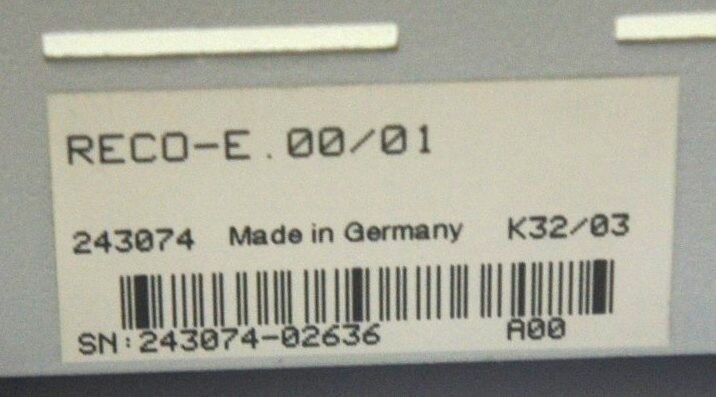 RECO-E.00/01
243074 Made in Germany K32/03
SN:243074-02636 A00